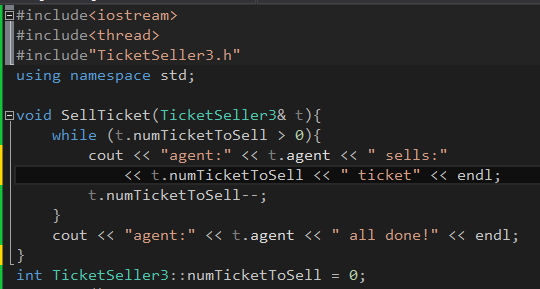 #include<iostream>
#include<thread>
#include"TicketSeller3.h"
using namespace std;
void SellTicket(TicketSeller3& t){
while (t.numTicketToSell > 0){
cout << "agent:" << t.agent << " sells:"
<< t.numTicketToSell << " ticket" << endl;
t.numTicketToSell--;
}
cout << "agent:" << t.agent << " all done!" << endl;
}
int TicketSeller3::numTicketToSell = 0;